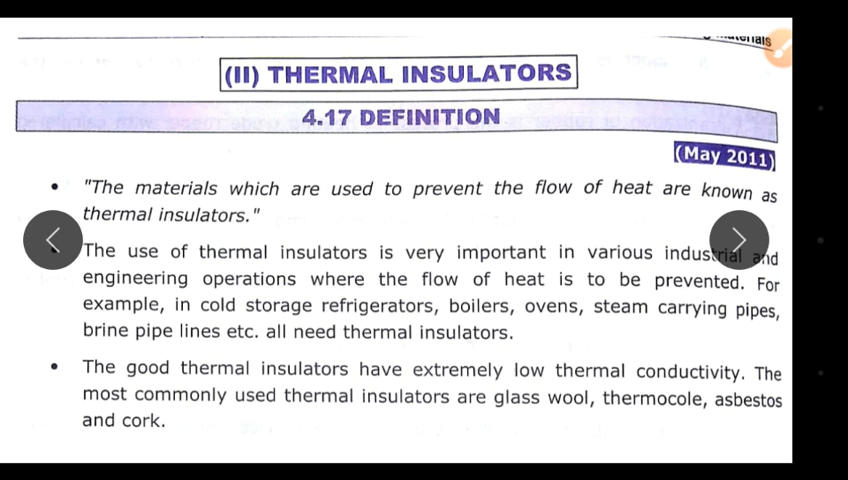 (II) THERMAL INSULATORS
4.17 DEFINITION
(May 2011)
• "The materials which are used to prevent the flow of heat are known as
thermal insulators."
The use of thermal insulators is very important in various industrial and
engineering operations where the flow of heat is to be prevented. For
example, in cold storage refrigerators, boilers, ovens, steam carrying pipes,
brine pipe lines etc. all need thermal insulators.
• The good thermal insulators have extremely low thermal conductivity. The
most commonly used thermal insulators are glass wool, thermocole, asbestos
and cork.